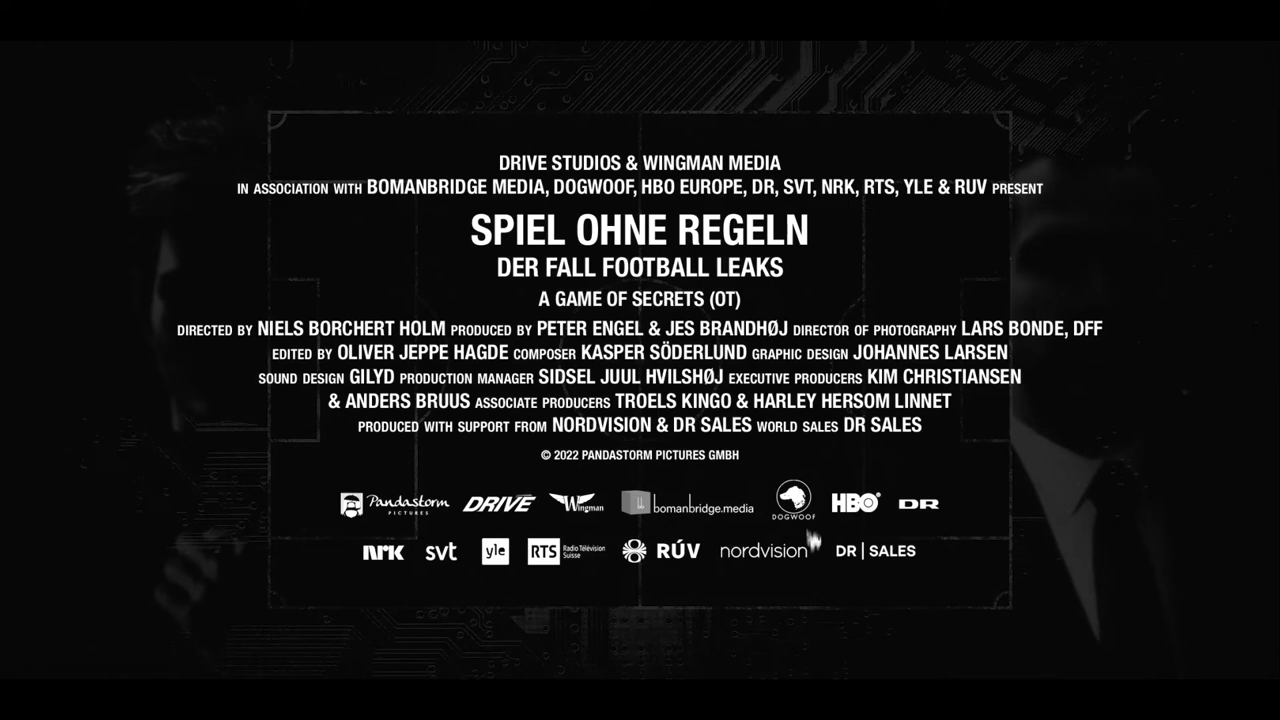 DRIVE STUDIOS & WINGMAN MEDIA
IN ASSOCIATION WITH BOMANBRIDGE MEDIA, DOGWOOF, HBO EUROPE, DR, SVT, NRK, RTS, YLE & RUV PRESENT
SPIEL OHNE REGELN
DER FALL FOOTBALL LEAKS
A GAME OF SECRETS (OT)
DIRECTED BY NIELS BORCHERT HOLM PRODUCED BY PETER ENGEL & JES BRANDHØJ DIRECTOR OF PHOTOGRAPHY LARS BONDE, DFF
EDITED BY OLIVER JEPPE HAGDE COMPOSER KASPER SÖDERLUND GRAPHIC DESIGN JOHANNES LARSEN
SOUND DESIGN GILYD PRODUCTION MANAGER SIDSEL JUUL HVILSHØJ EXECUTIVE PRODUCERS KIM CHRISTIANSEN
& ANDERS BRUUS ASSOCIATE PRODUCERS TROELS KINGO & HARLEY HERSOM LINNET
PRODUCED WITH SUPPORT FROM NORDVISION & DR SALES WORLD SALES DR SALES
© 2022 PANDASTORM PICTURES GMBH
Pandastorm PICTURES DRIVE Wingman bomanbridge.media DOGWOOF HBO® DR
nrk svt yle RTS Radio Télévision Suisse RÚV nordvision DR | SALES